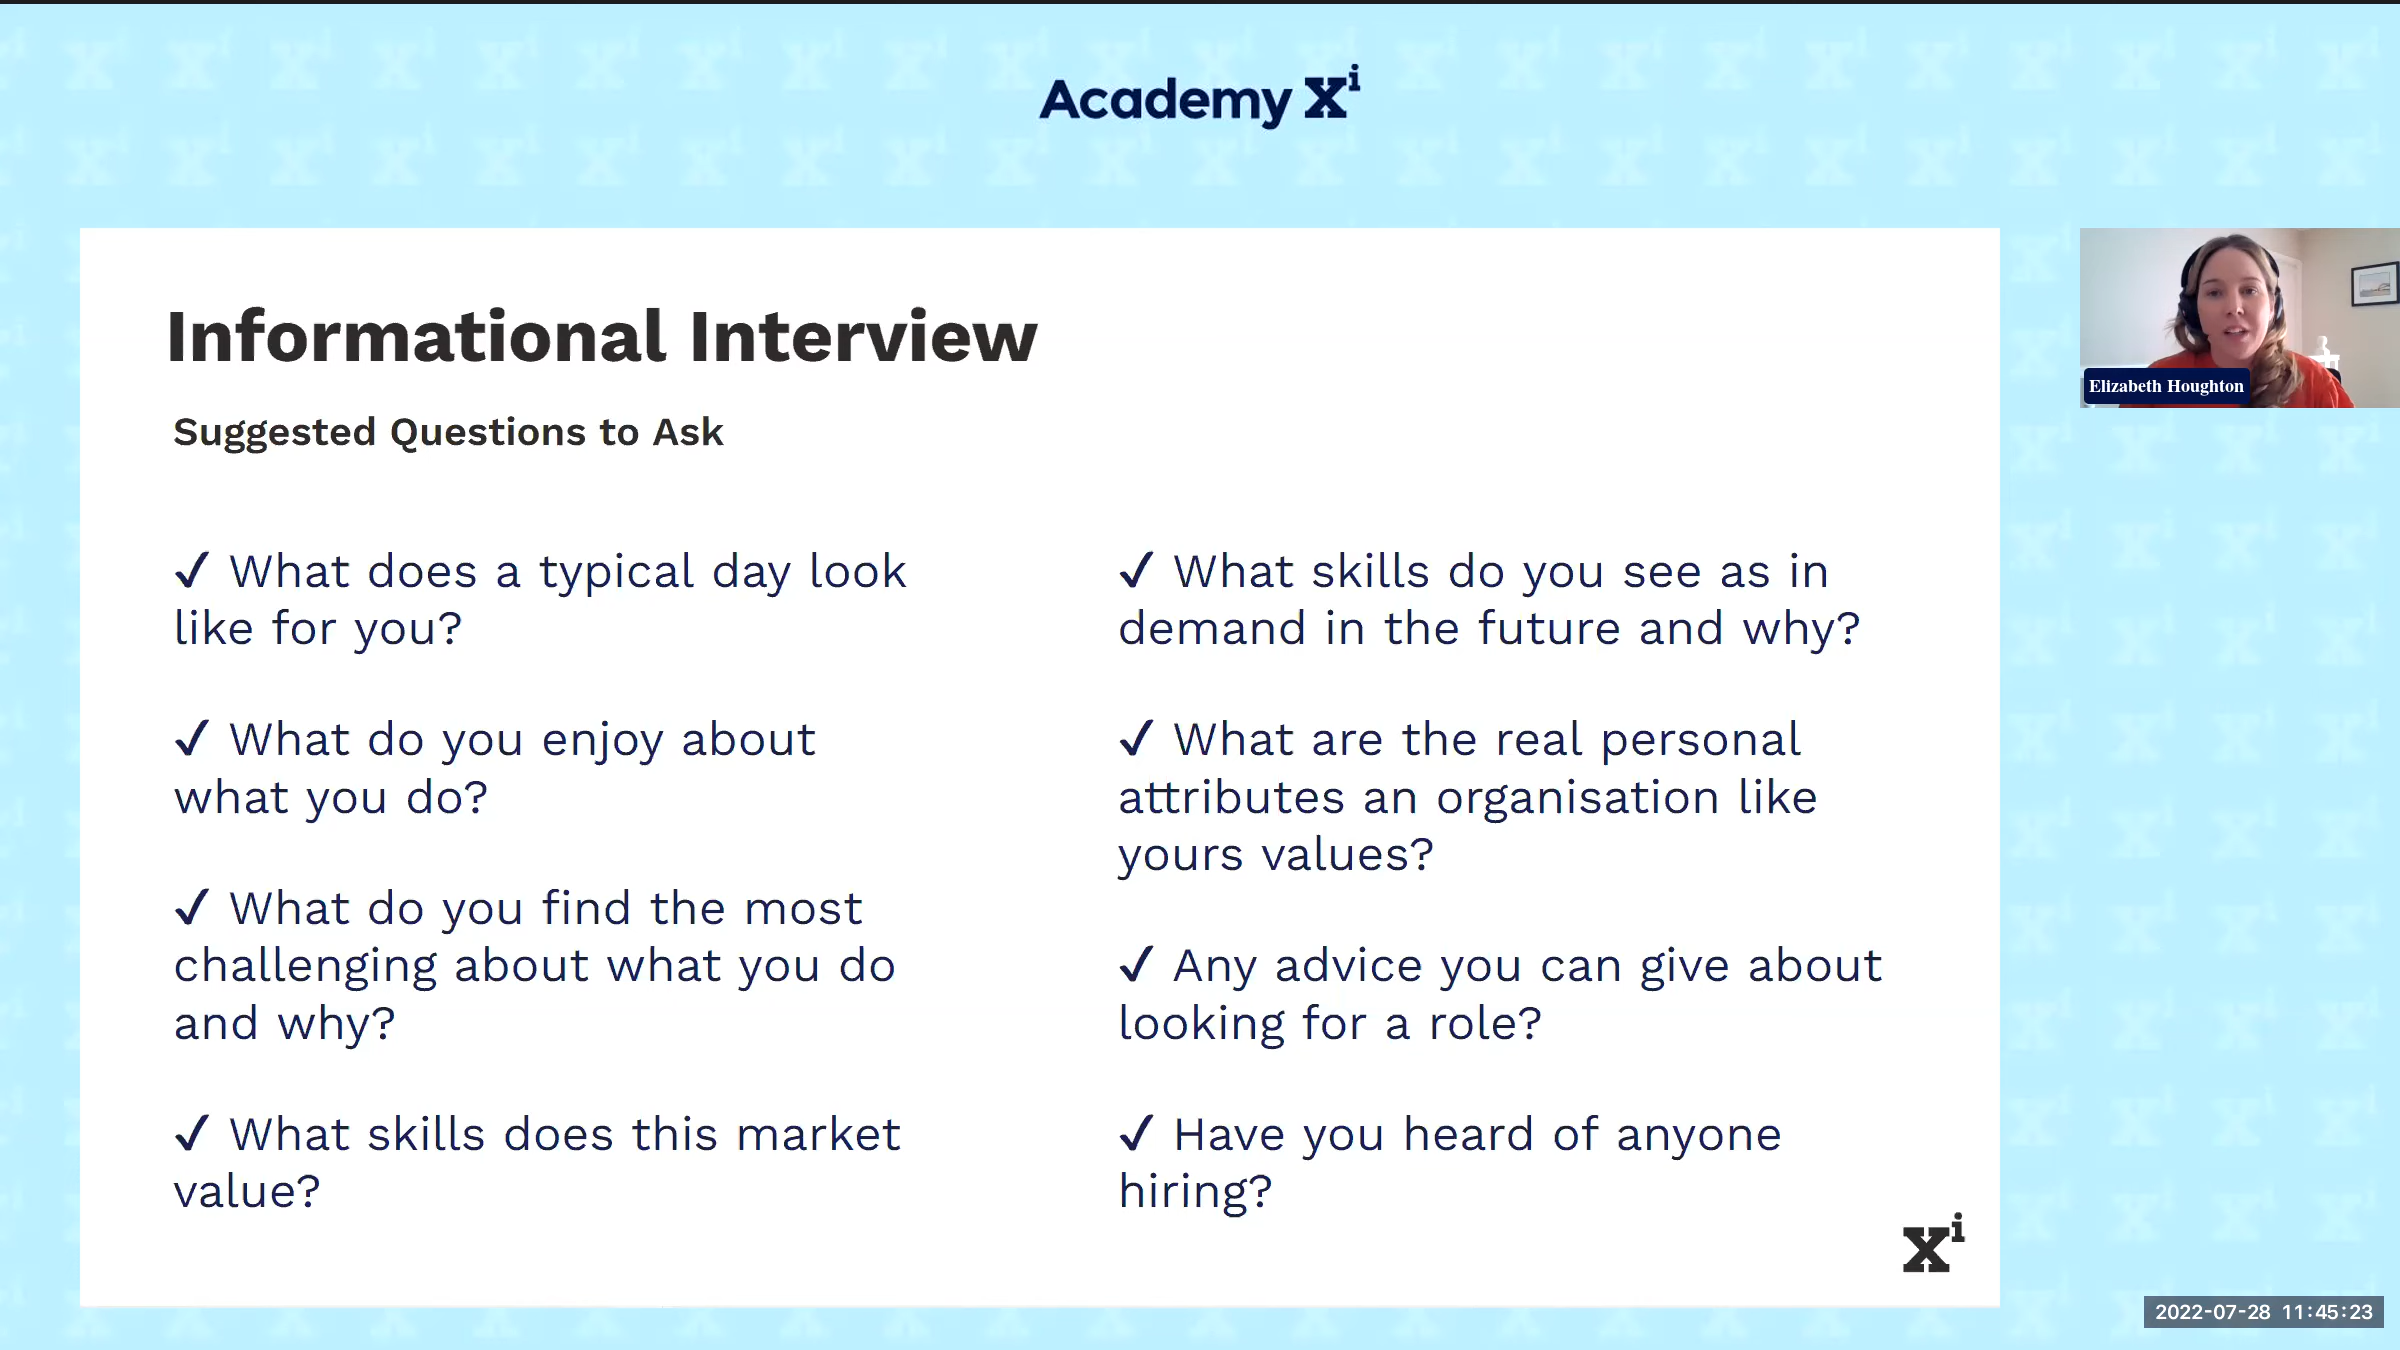 Academy Xi
Informational Interview
Suggested Questions to Ask
✓ What does a typical day look
like for you?
✓ What do you enjoy about
what you do?
✓ What do you find the most
challenging about what you do
and why?
✓ What skills does this market
value?
✓ What skills do you see as in
demand in the future and why?
✓ What are the real personal
attributes an organisation like
yours values?
✓ Any advice you can give about
looking for a role?
✓ Have you heard of anyone
hiring?
Xi
Elizabeth Houghton
2022-07-28 11:45:23